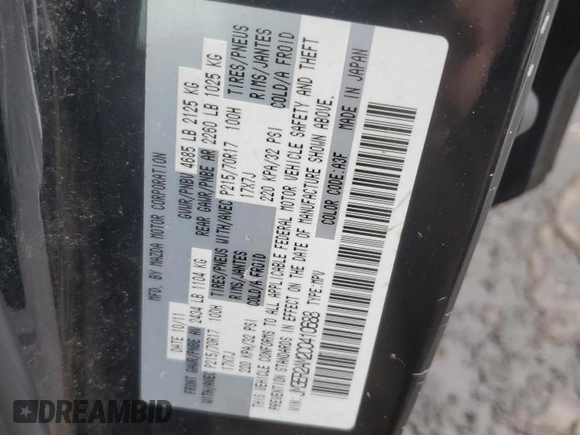 MFD. BY MAZDA MOTOR CORPORATION
DATE 10/11
GVWR/PNBV 4685 LB 2125 KG
FRONT GAWR/PNBE AV 2434 LB 1104 KG
REAR GAWR/PNBE AR 2260 LB 1025 KG
TIRES/PNEUS WITH/AVEC P215/70R17 100H
TIRES/PNEUS WITH/AVEC P215/70R17 100H
RIMS/JANTES 17X7J
RIMS/JANTES 17X7J
COLD/A FROID 220 KPA/32 PSI
COLD/A FROID 220 KPA/32 PSI
THIS VEHICLE CONFORMS TO ALL APPLICABLE FEDERAL MOTOR VEHICLE SAFETY AND THEFT
PREVENTION STANDARDS IN EFFECT ON THE DATE OF MANUFACTURE SHOWN ABOVE.
TYPE: MPV
COLOR CODE: A3F
MADE IN JAPAN
DREAMBID